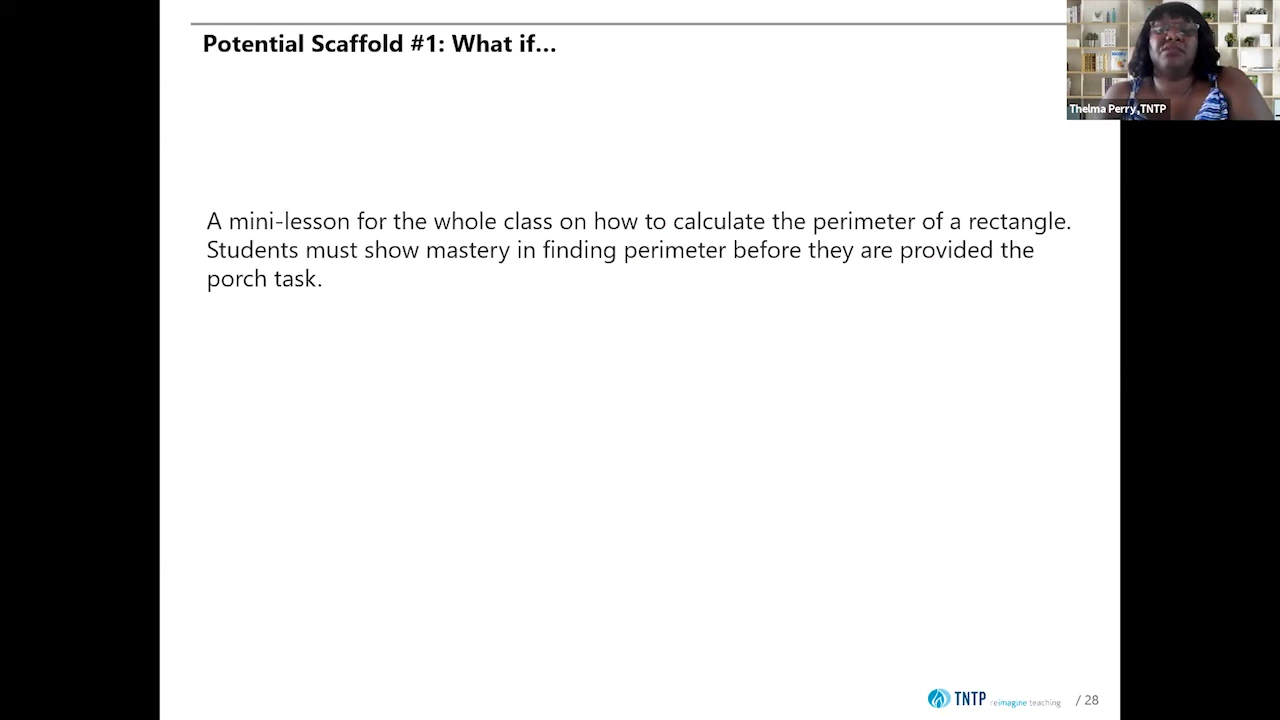 Potential Scaffold #1: What if…
Thelma Perry, TNTP
A mini-lesson for the whole class on how to calculate the perimeter of a rectangle.
Students must show mastery in finding perimeter before they are provided the
porch task.
TNTP reimagine teaching / 28